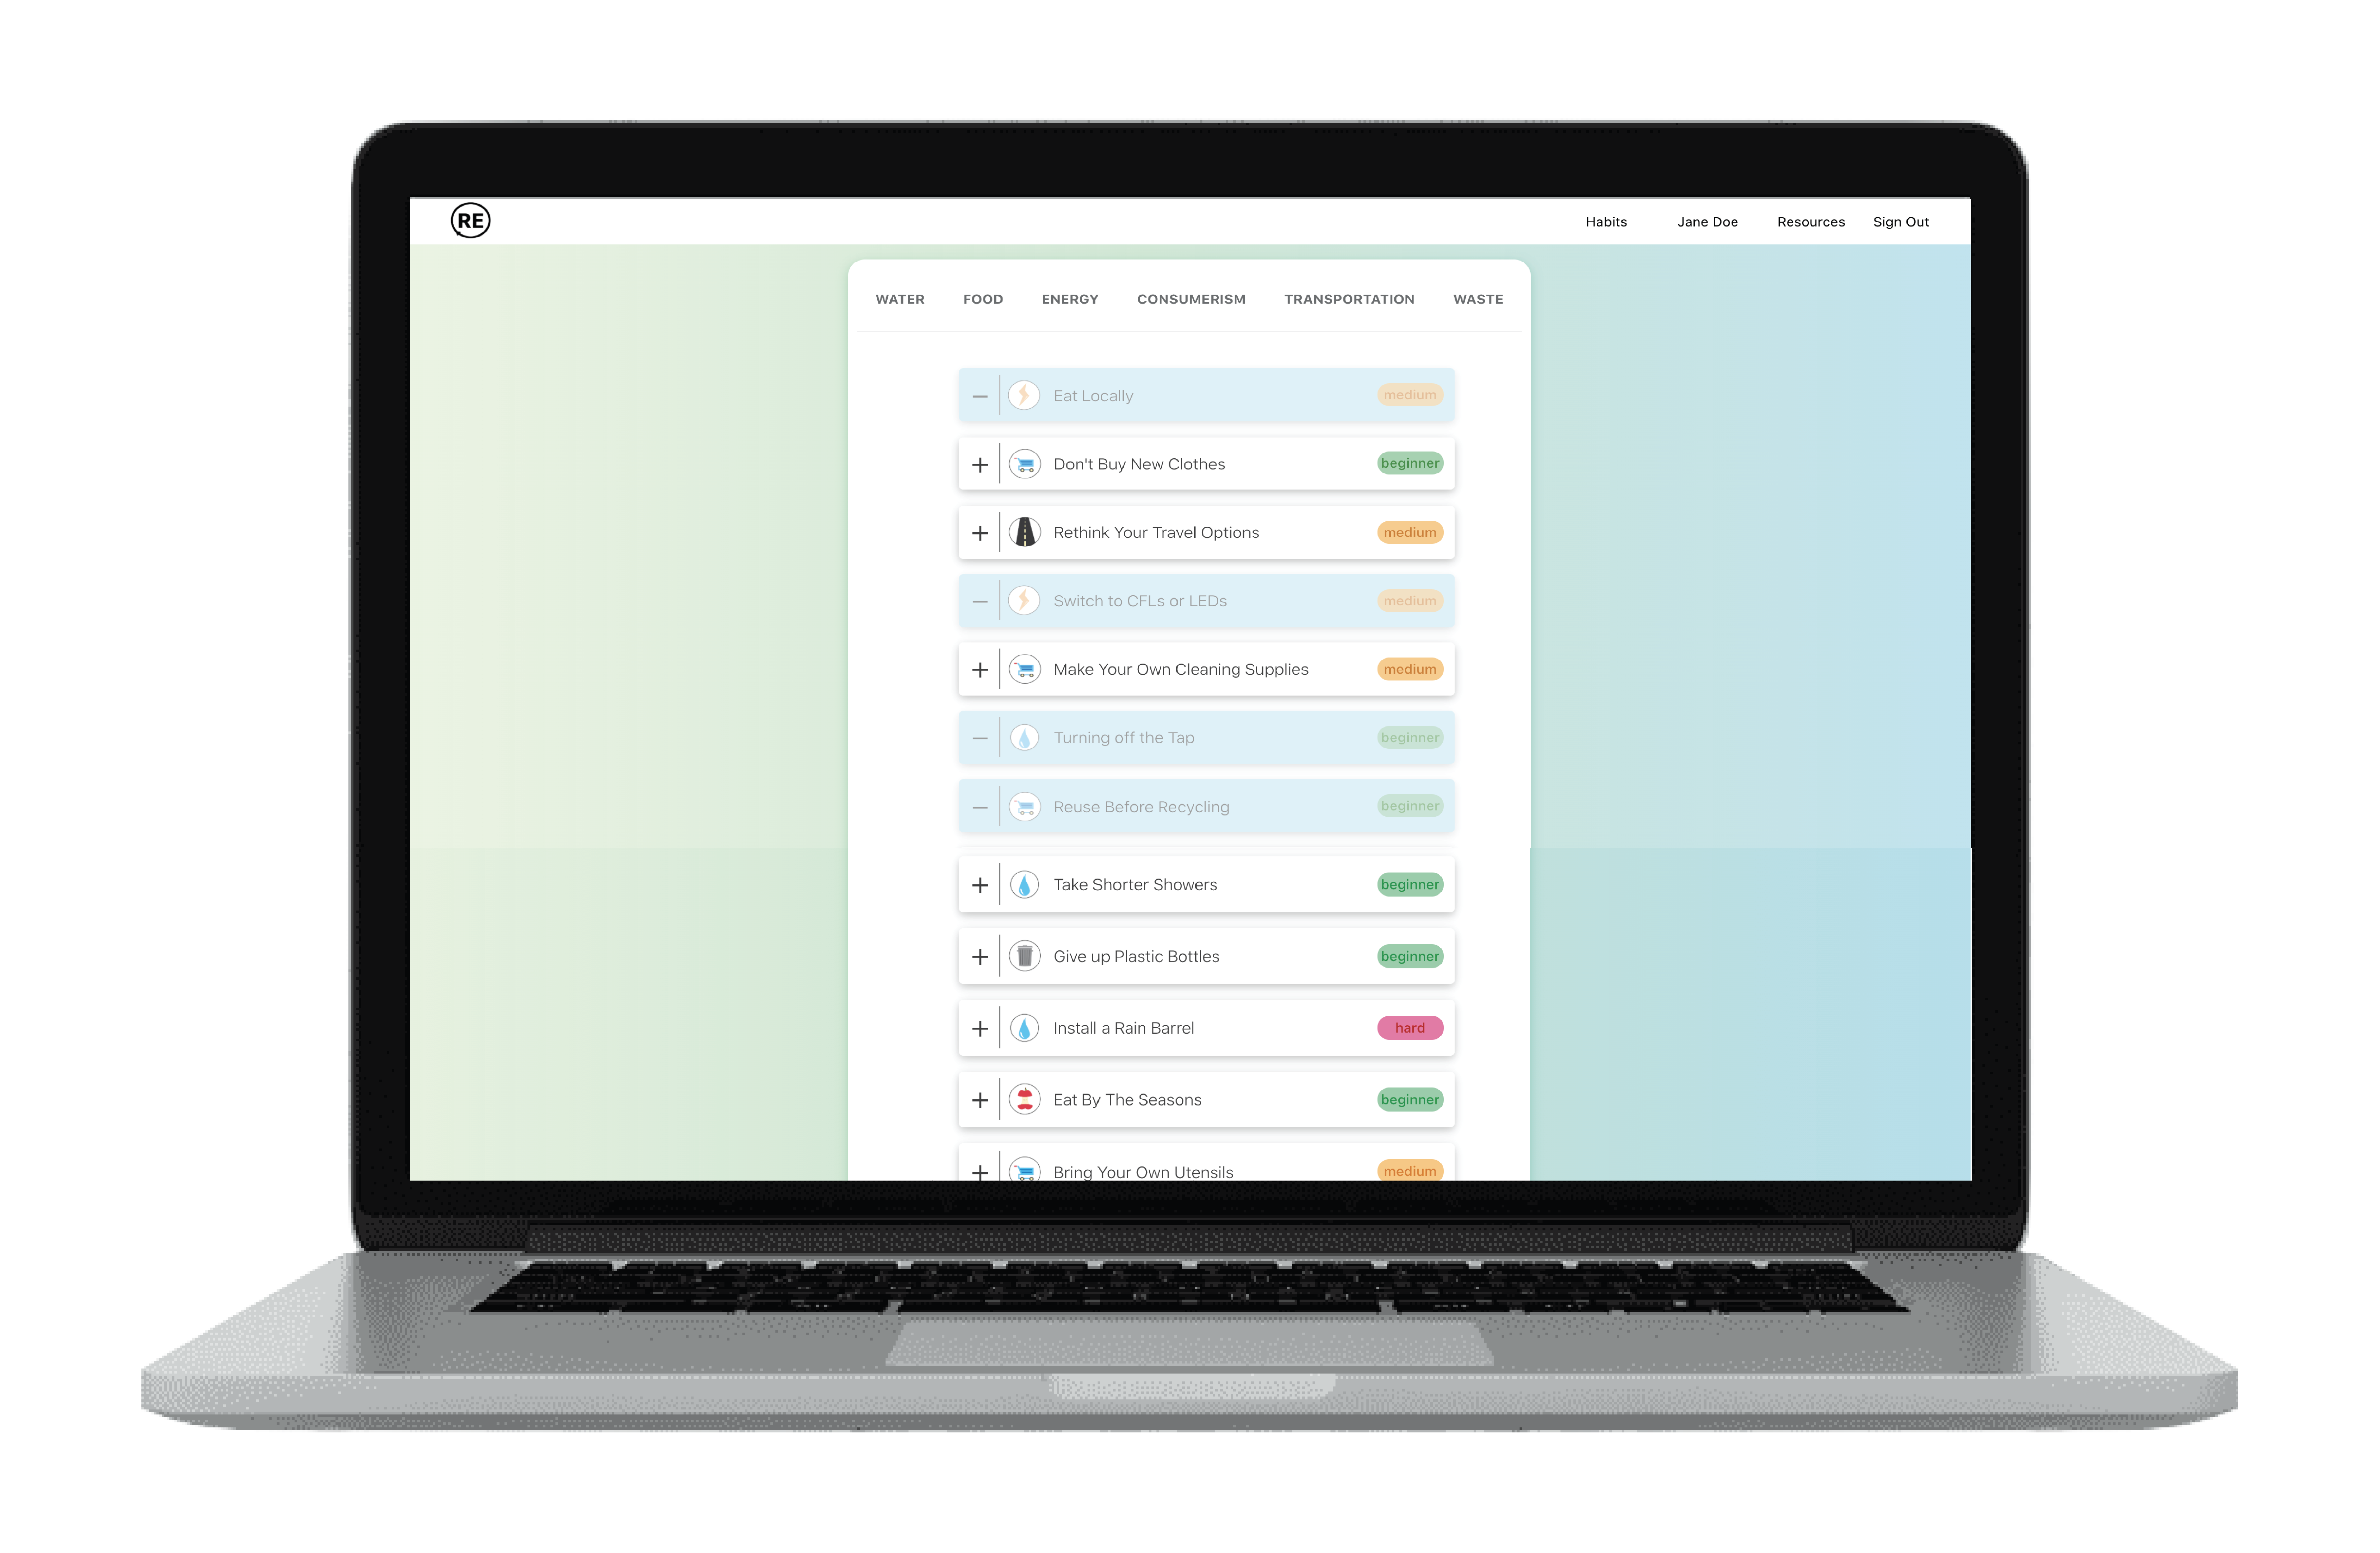 RE Habits Jane Doe Resources Sign Out
WATER FOOD ENERGY CONSUMERISM TRANSPORTATION WASTE
− Eat Locally medium
+ Don't Buy New Clothes beginner
+ Rethink Your Travel Options medium
− Switch to CFLs or LEDs medium
+ Make Your Own Cleaning Supplies medium
− Turning off the Tap beginner
− Reuse Before Recycling beginner
+ Take Shorter Showers beginner
+ Give up Plastic Bottles beginner
+ Install a Rain Barrel hard
+ Eat By The Seasons beginner
+ Bring Your Own Utensils medium